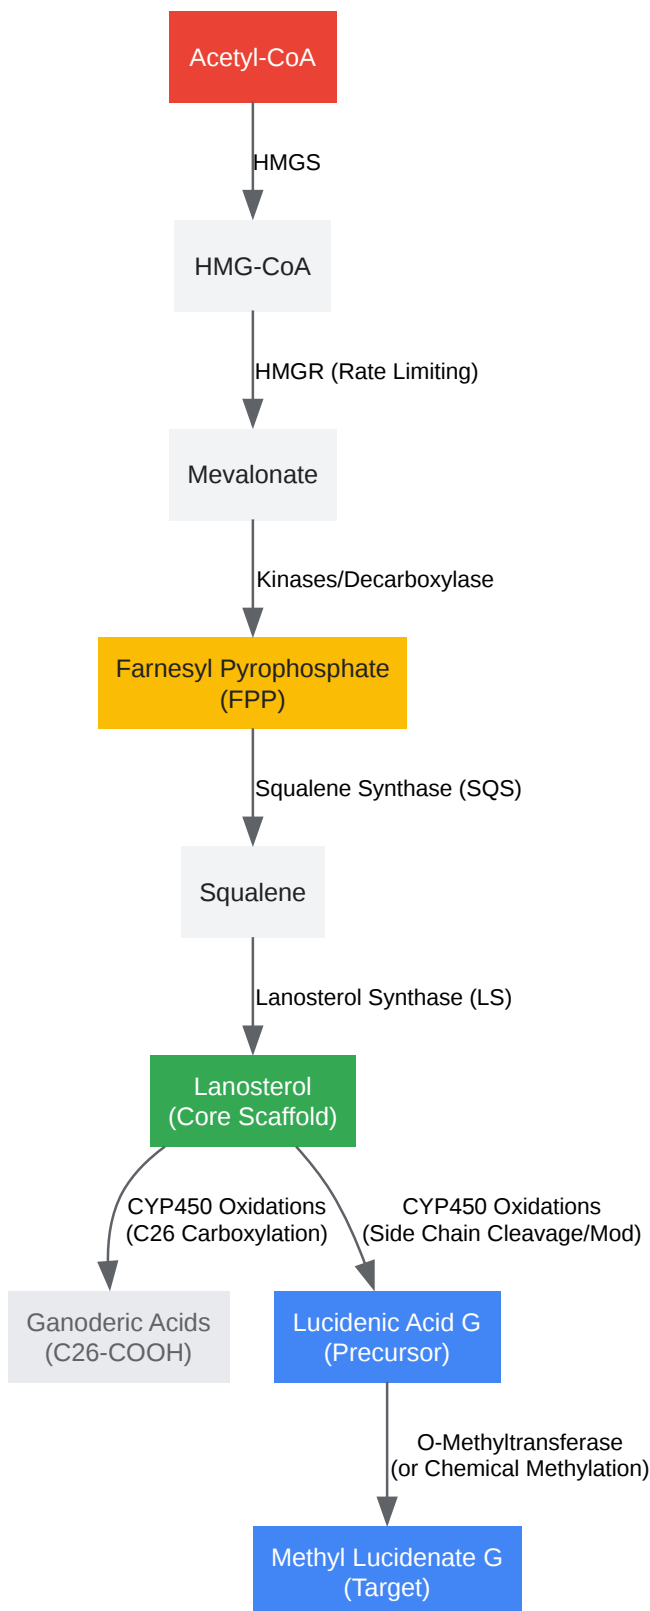 Acetyl-CoA
HMGS
HMG-CoA
HMGR (Rate Limiting)
Mevalonate
Kinases/Decarboxylase
Farnesyl Pyrophosphate
(FPP)
Squalene Synthase (SQS)
Squalene
Lanosterol Synthase (LS)
Lanosterol
(Core Scaffold)
CYP450 Oxidations
(C26 Carboxylation)
CYP450 Oxidations
(Side Chain Cleavage/Mod)
Ganoderic Acids
(C26-COOH)
Lucidenic Acid G
(Precursor)
O-Methyltransferase
(or Chemical Methylation)
Methyl Lucidenate G
(Target)